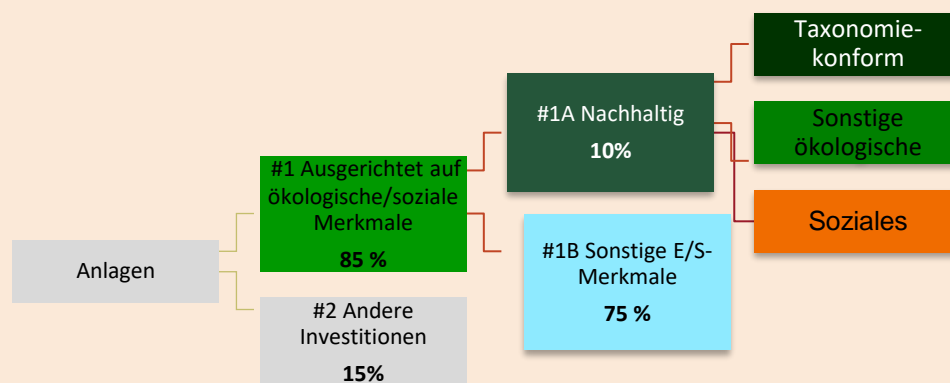 Anlagen
#1 Ausgerichtet auf
ökologische/soziale
Merkmale
85 %
#2 Andere
Investitionen
15%
#1A Nachhaltig
10%
#1B Sonstige E/S-
Merkmale
75 %
Taxonomie-
konform
Sonstige
ökologische
Soziales